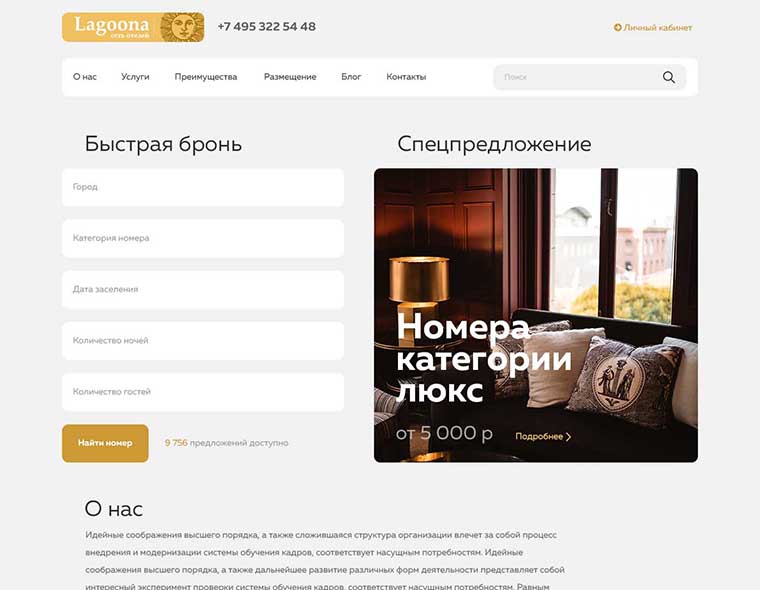 Lagoona
сеть отелей
+7 495 322 54 48
Личный кабинет
О нас Услуги Преимущества Размещение Блог Контакты Поиск
Быстрая бронь
Город
Категория номера
Дата заселения
Количество ночей
Количество гостей
Найти номер 9 756 предложений доступно
Спецпредложение
Номера
категории
люкс
от 5 000 р Подробнее
О нас
Идейные соображения высшего порядка, а также сложившаяся структура организации влечет за собой процесс
внедрения и модернизации системы обучения кадров, соответствует насущным потребностям. Идейные
соображения высшего порядка, а также дальнейшее развитие различных форм деятельности представляет собой
интересный эксперимент проверки системы обучения кадров, соответствует насущным потребностям. Равным